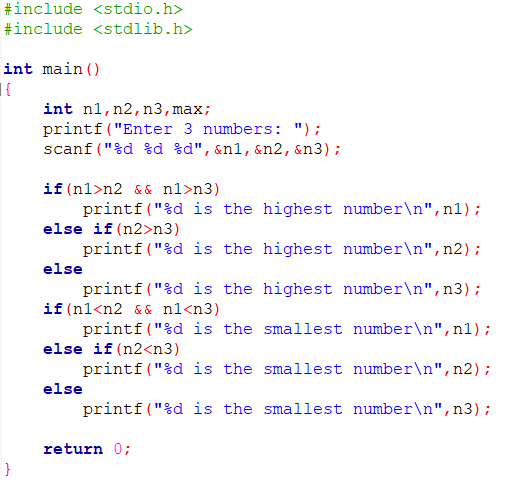 #include <stdio.h>
#include <stdlib.h>

int main()
{
    int n1,n2,n3,max;
    printf("Enter 3 numbers: ");
    scanf("%d %d %d",&n1,&n2,&n3);

    if(n1>n2 && n1>n3)
        printf("%d is the highest number\n",n1);
    else if(n2>n3)
        printf("%d is the highest number\n",n2);
    else
        printf("%d is the highest number\n",n3);
    if(n1<n2 && n1<n3)
        printf("%d is the smallest number\n",n1);
    else if(n2<n3)
        printf("%d is the smallest number\n",n2);
    else
        printf("%d is the smallest number\n",n3);

    return 0;
}